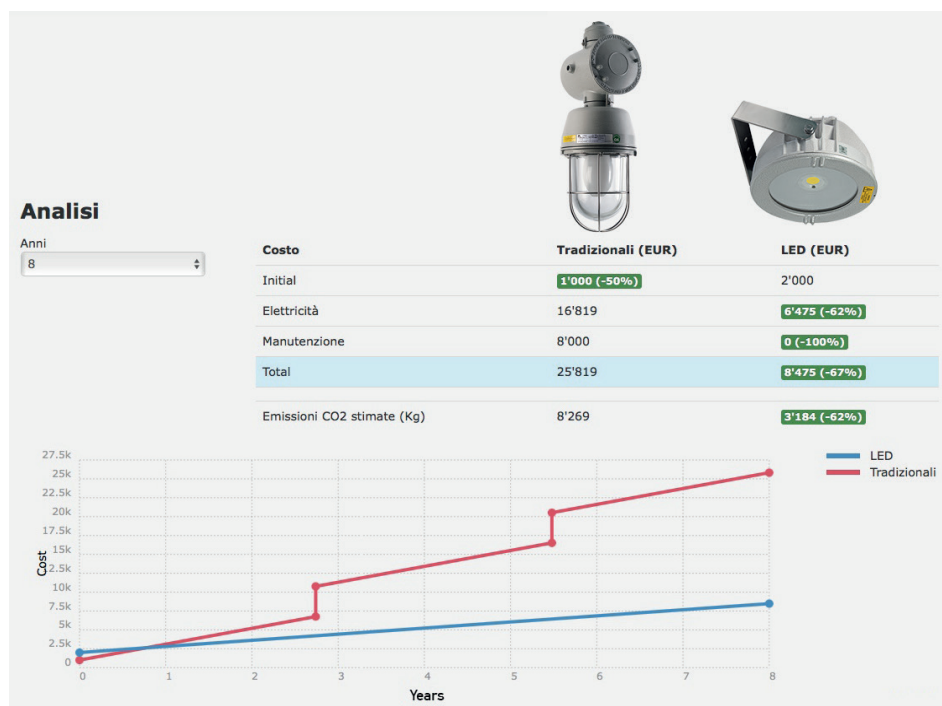 Analisi
Anni
8
Costo Tradizionali (EUR) LED (EUR)
Initial 1'000 (-50%) 2'000
Elettricità 16'819 6'475 (-62%)
Manutenzione 8'000 0 (-100%)
Total 25'819 8'475 (-67%)
Emissioni CO2 stimate (Kg) 8'269 3'184 (-62%)
27.5k
25k
22.5k
20k
17.5k
15k
2.5k
10k
7.5k
5k
2.5k
0
Cost
0 1 2 3 4 5 6 7 8
Years
LED
Tradizionali